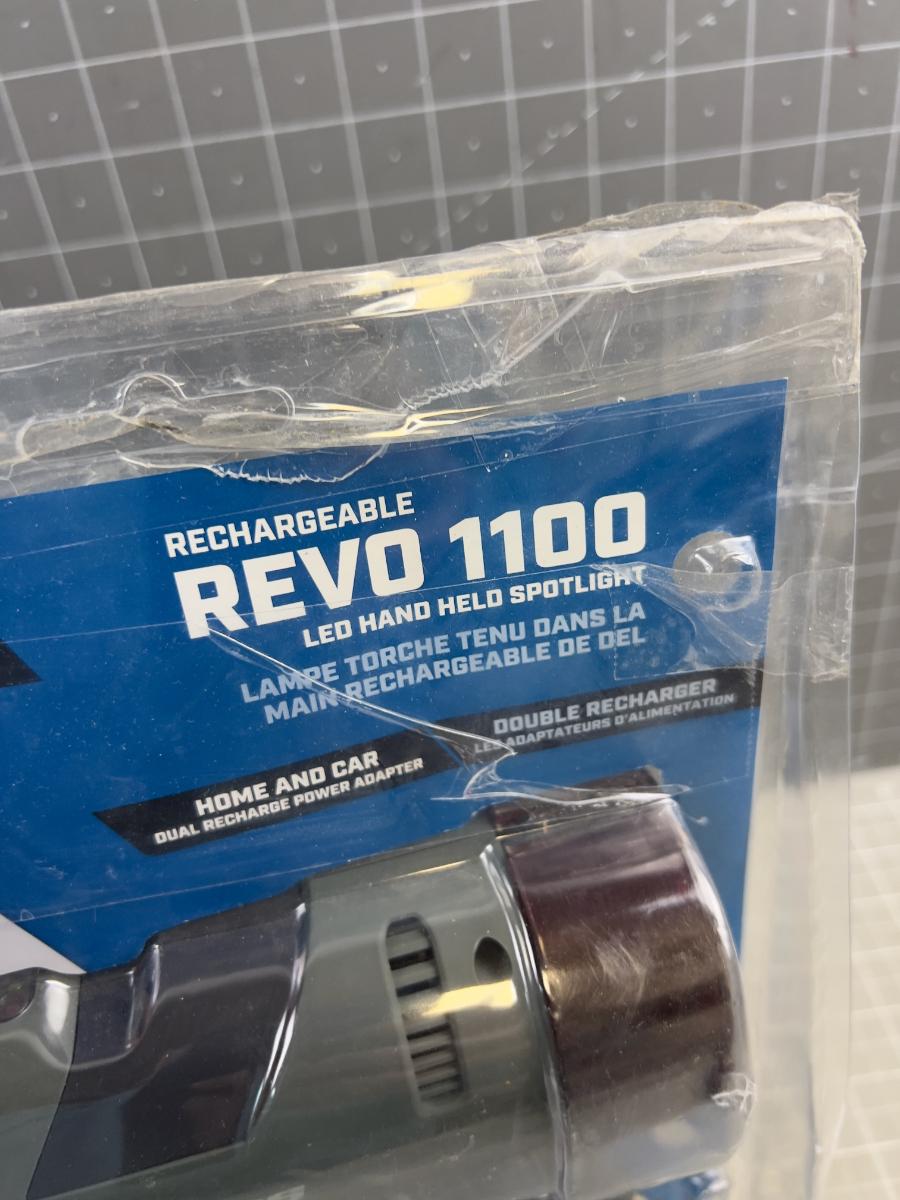 RECHARGEABLE
REVO 1100
LED HAND HELD SPOTLIGHT
LAMPE TORCHE TENU DANS LA
MAIN RECHARGEABLE DE DEL
DOUBLE RECHARGER
LES ADAPTATEURS D'ALIMENTATION
HOME AND CAR
DUAL RECHARGE POWER ADAPTER